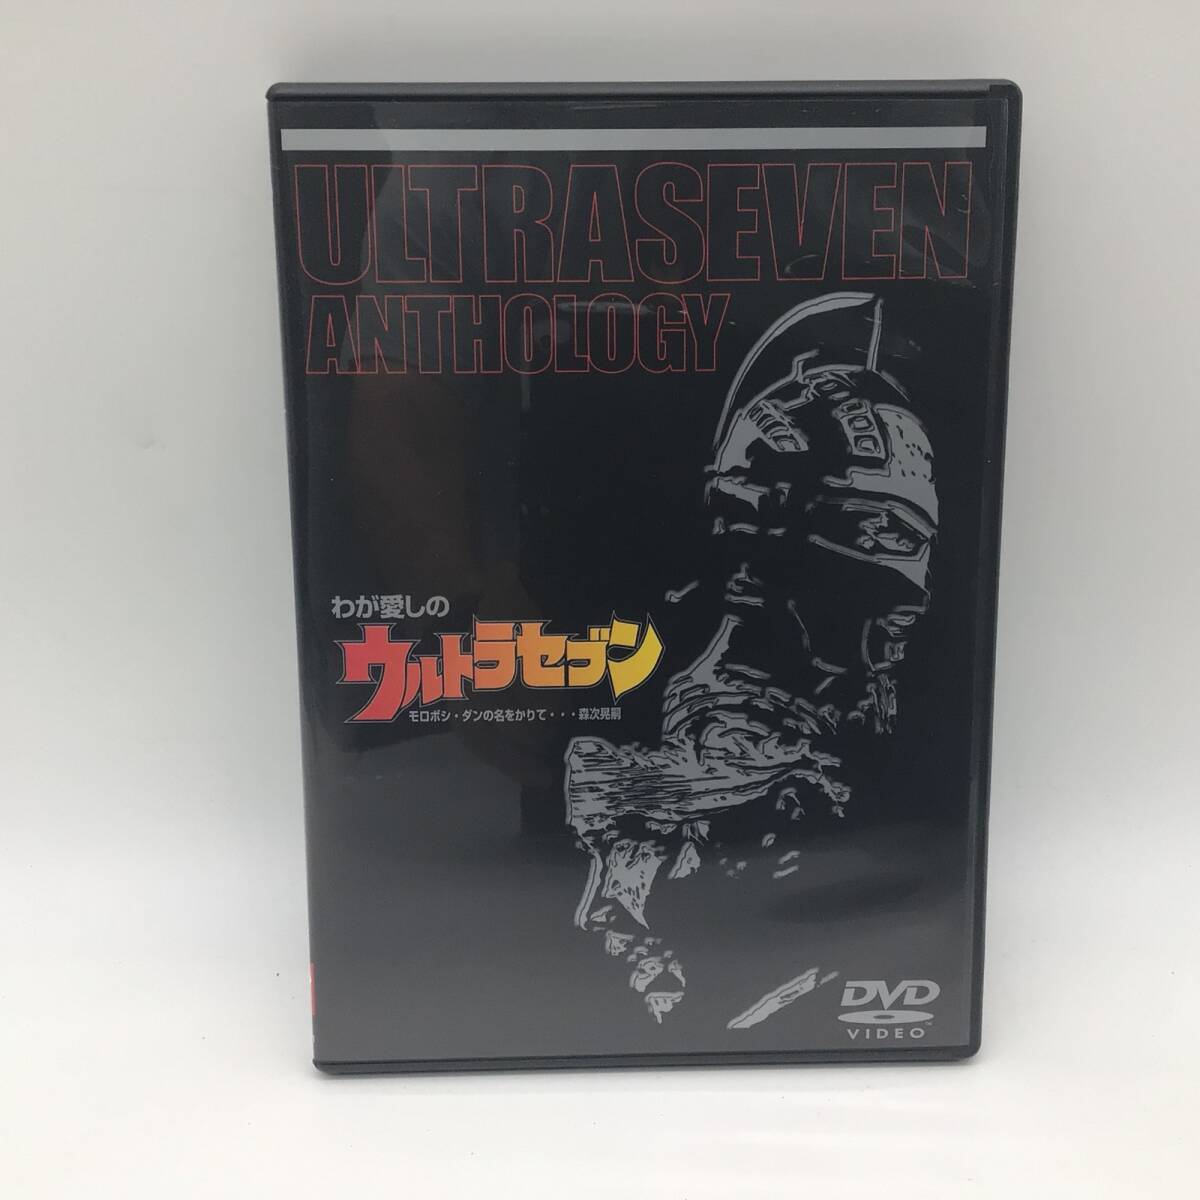 ULTRASEVEN
ANTHOLOGY
わが愛しの
ウルトラセブン
モロボシ・ダンの名をかりて・・・森次晃嗣
DVD
VIDEO
TM